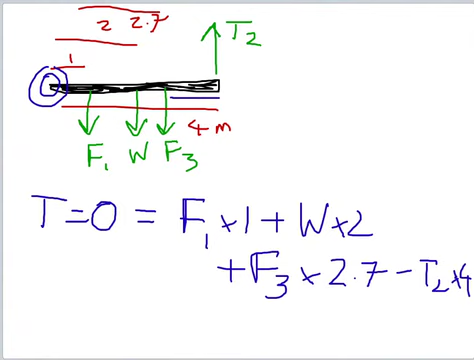 2 2.7 T2
1
4 m
F1 W F3
T=0 = F1×1 + W×2
+F3×2.7 - T2×4